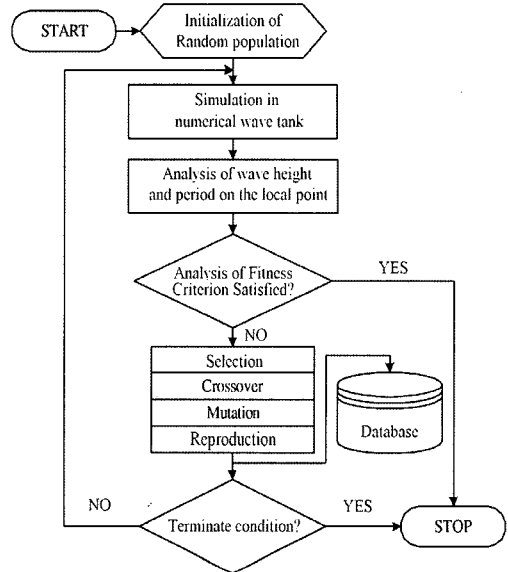 START
Initialization of
Random population
Simulation in
numerical wave tank
Analysis of wave height
and period on the local point
Analysis of Fitness
Criterion Satisfied?
YES
NO
Selection
Crossover
Mutation
Reproduction
Database
NO
Terminate condition?
YES
STOP